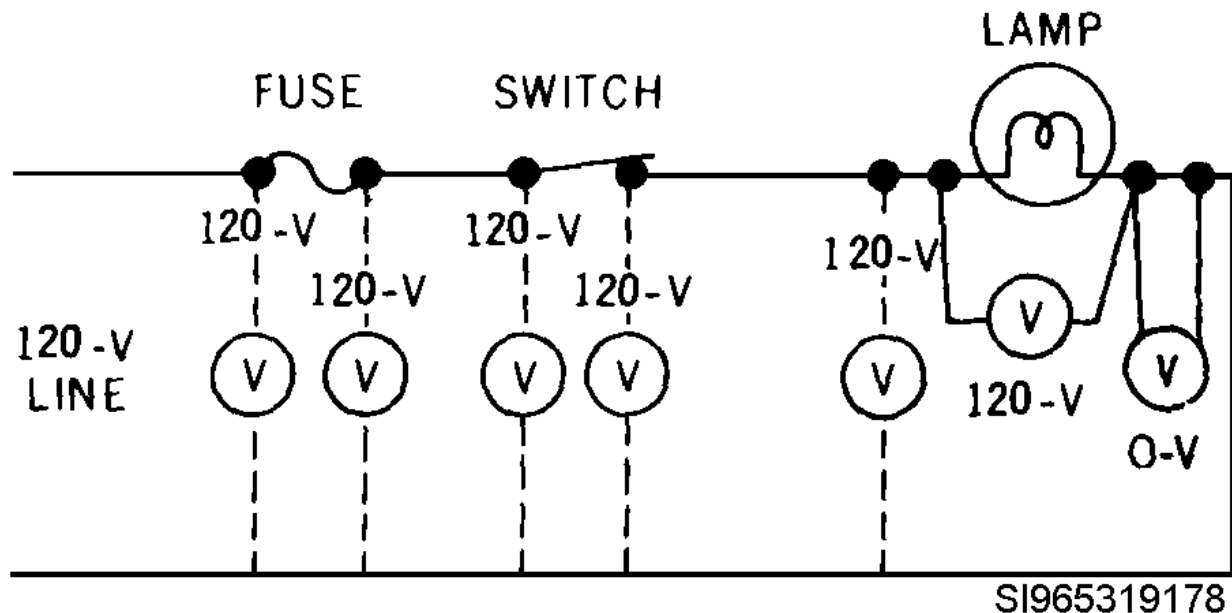 LAMP
FUSE SWITCH
120-V 120-V
120-V 120-V 120-V
120-V
LINE
V V V V V V V
120-V
0-V
SI965319178